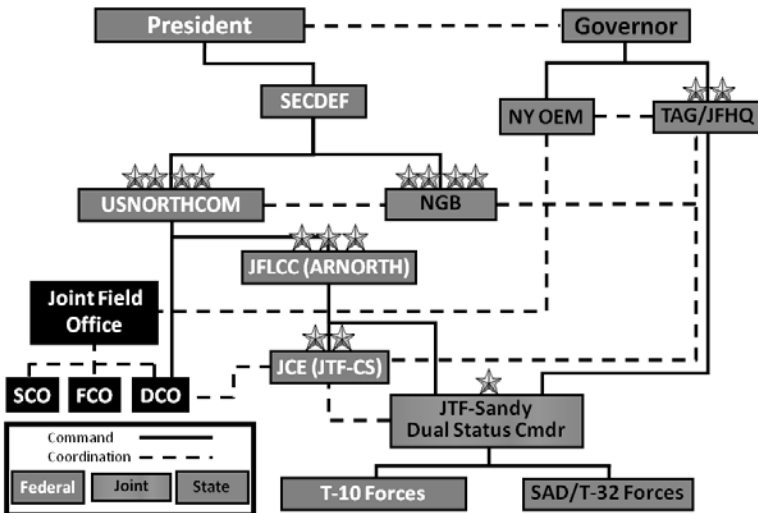 President
Governor
SECDEF
NY OEM
TAG/JFHQ
USNORTHCOM
NGB
JFLCC (ARNORTH)
Joint Field
Office
JCE (JTF-CS)
SCO
FCO
DCO
JTF-Sandy
Dual Status Cmdr
Command
Coordination
Federal
Joint
State
T-10 Forces
SAD/T-32 Forces